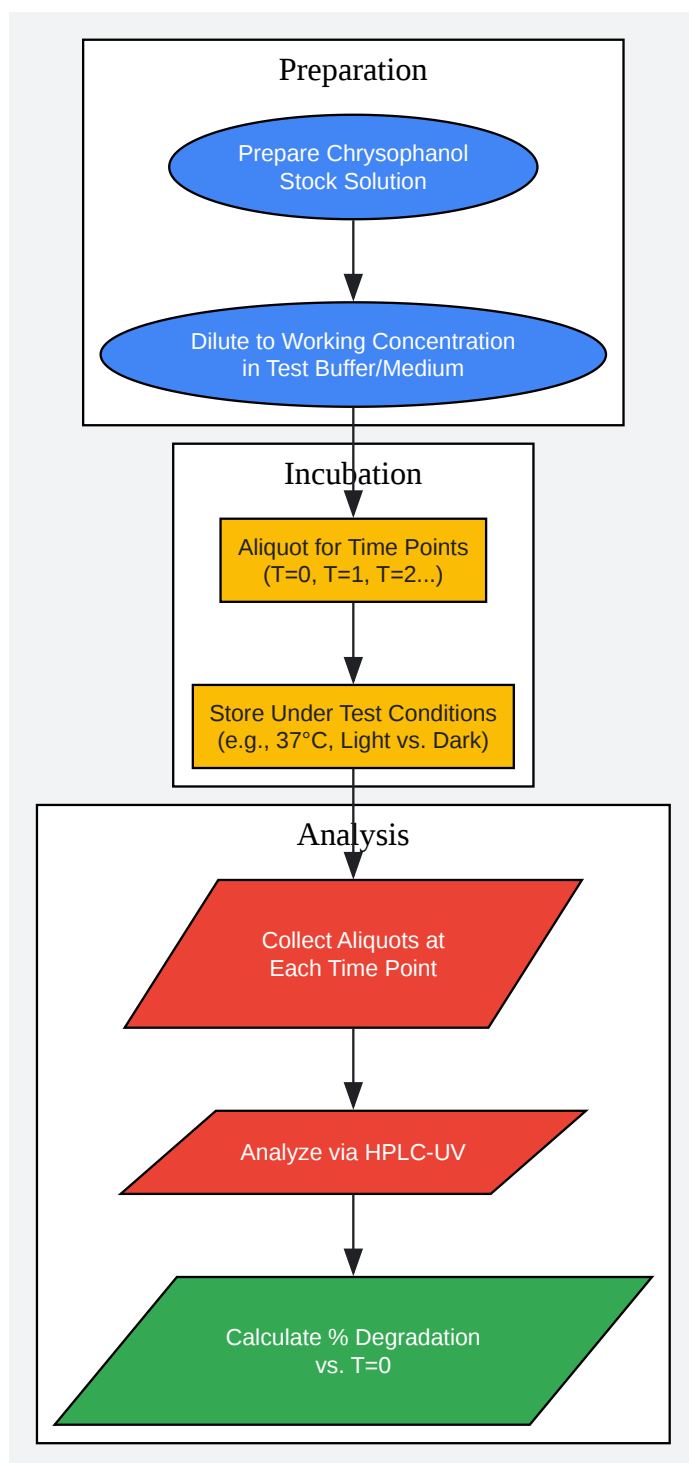 Preparation
Prepare Chrysophanol
Stock Solution
Dilute to Working Concentration
in Test Buffer/Medium
Incubation
Aliquot for Time Points
(T=0, T=1, T=2...)
Store Under Test Conditions
(e.g., 37°C, Light vs. Dark)
Analysis
Collect Aliquots at
Each Time Point
Analyze via HPLC-UV
Calculate % Degradation
vs. T=0